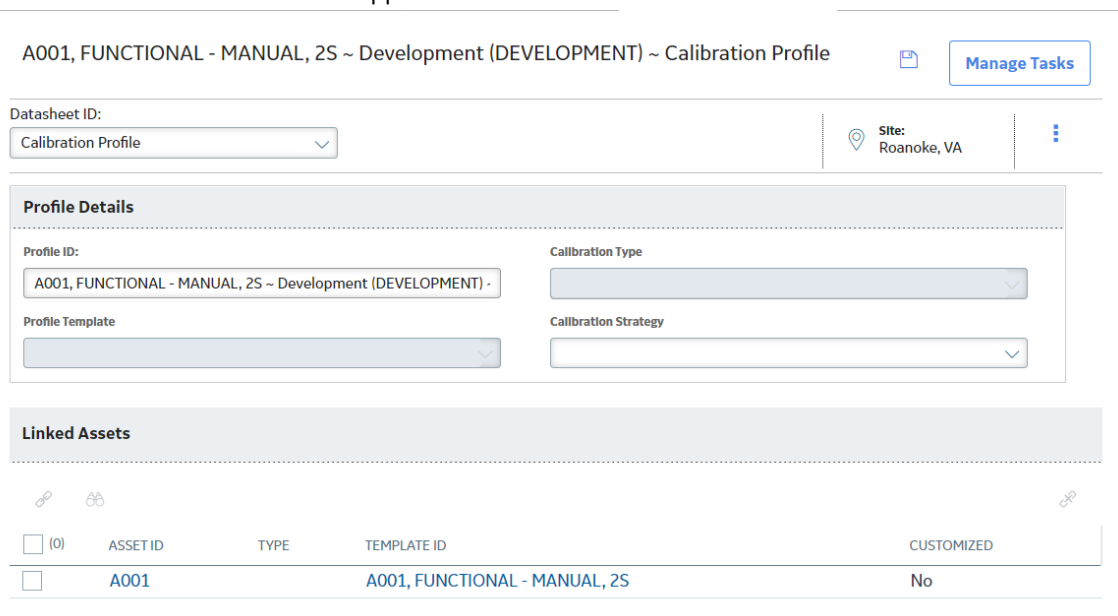 A001, FUNCTIONAL - MANUAL, 2S ~ Development (DEVELOPMENT) ~ Calibration Profile
Manage Tasks
Datasheet ID:
Calibration Profile
Site:
Roanoke, VA
Profile Details
Profile ID:
Calibration Type
A001, FUNCTIONAL - MANUAL, 2S ~ Development (DEVELOPMENT) -
Profile Template
Calibration Strategy
Linked Assets
(0) ASSET ID TYPE TEMPLATE ID CUSTOMIZED
A001 A001, FUNCTIONAL - MANUAL, 2S No